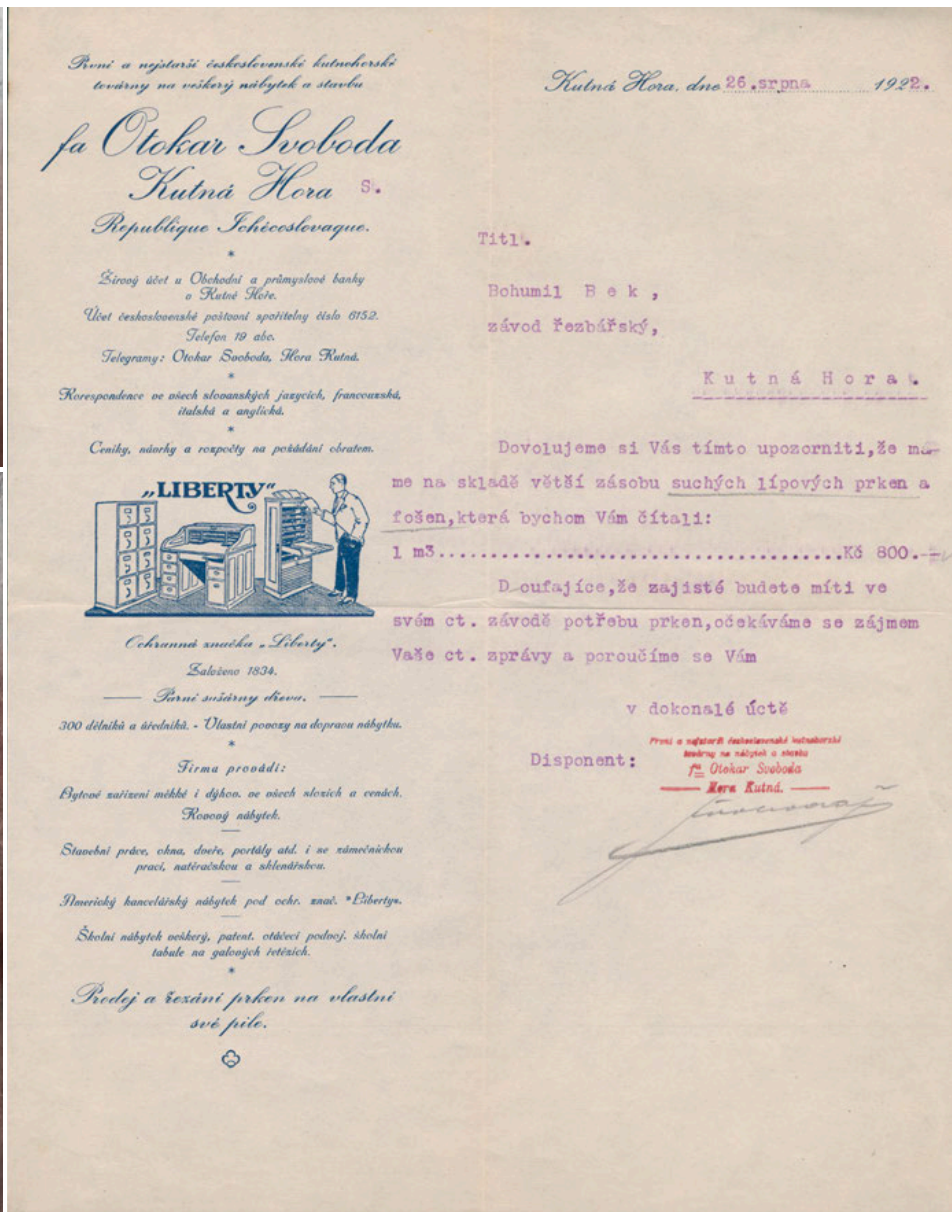 První a nejstarší československé kutnohorské
továrny na veškerý nábytek a stavbu
fa Otokar Svoboda
Kutná Hora S.
Republique Tchécoslovaque.
*
Žirový účet u Obchodní a průmyslové banky
v Kutné Hoře.
Účet československé poštovní spořitelny číslo 6152.
Telefon 19 abc.
Telegramy: Otokar Svoboda, Hora Kutná.
*
Korespondence ve všech slovanských jazycích, francouzská,
italská a anglická.
*
Ceníky, návrhy a rozpočty na požádání obratem.
„LIBERTY"
Ochranná značka „Liberty".
Založeno 1834.
Parní sušárny dřeva.
300 dělníků a úředníků. - Vlastní povozy na dopravu nábytku.
*
Firma provádí:
Bytové zařízení měkké i dýhov. ve všech slozích a cenách.
Kovový nábytek.
Stavební práce, okna, dveře, portály atd. i se zámečnickou
prací, natěračskou a sklenářskou.
Americký kancelářský nábytek pod ochr. znač. "Liberty«.
Školní nábytek veškerý, patent. otáčecí podvoj. školní
tabule na galových řetězích.
*
Prodej a řezání prken na vlastní
své pile.
Kutná Hora, dne 26.srpna 1922.
Titl.
Bohumil B e k ,
závod řezbářský,
K u t n á H o r a .
Dovolujeme si Vás tímto upozorniti,že má-
me na skladě větší zásobu suchých lípových prken a
fošen,která bychom Vám čítali:
1 m3........................................Kč 800.--
D oufajíce,že zajisté budete míti ve
svém ct. závodě potřebu prken,očekáváme se zájmem
Vaše ct. zprávy a poroučíme se Vám
v dokonalé úctě
Disponent:
První a nejstarší československé kutnohorské
továrny na nábytek a stavbu
fa Otokar Svoboda
Hora Kutná.